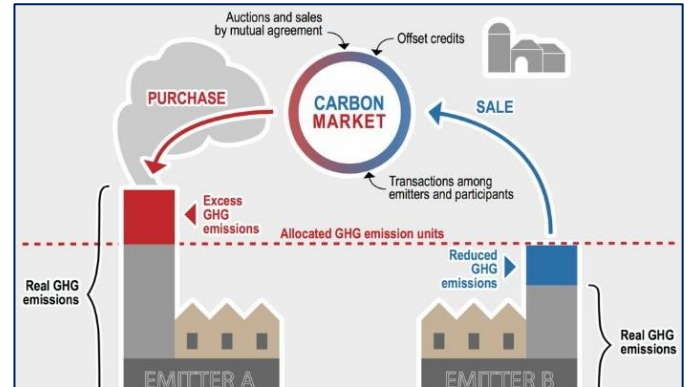 Auctions and sales
by mutual agreement
Offset credits
PURCHASE
CARBON
MARKET
SALE
Transactions among
emitters and participants
Excess
GHG
emissions
Allocated GHG emission units
Reduced
GHG
emissions
Real GHG
emissions
Real GHG
emissions
EMITTER A
EMITTER B